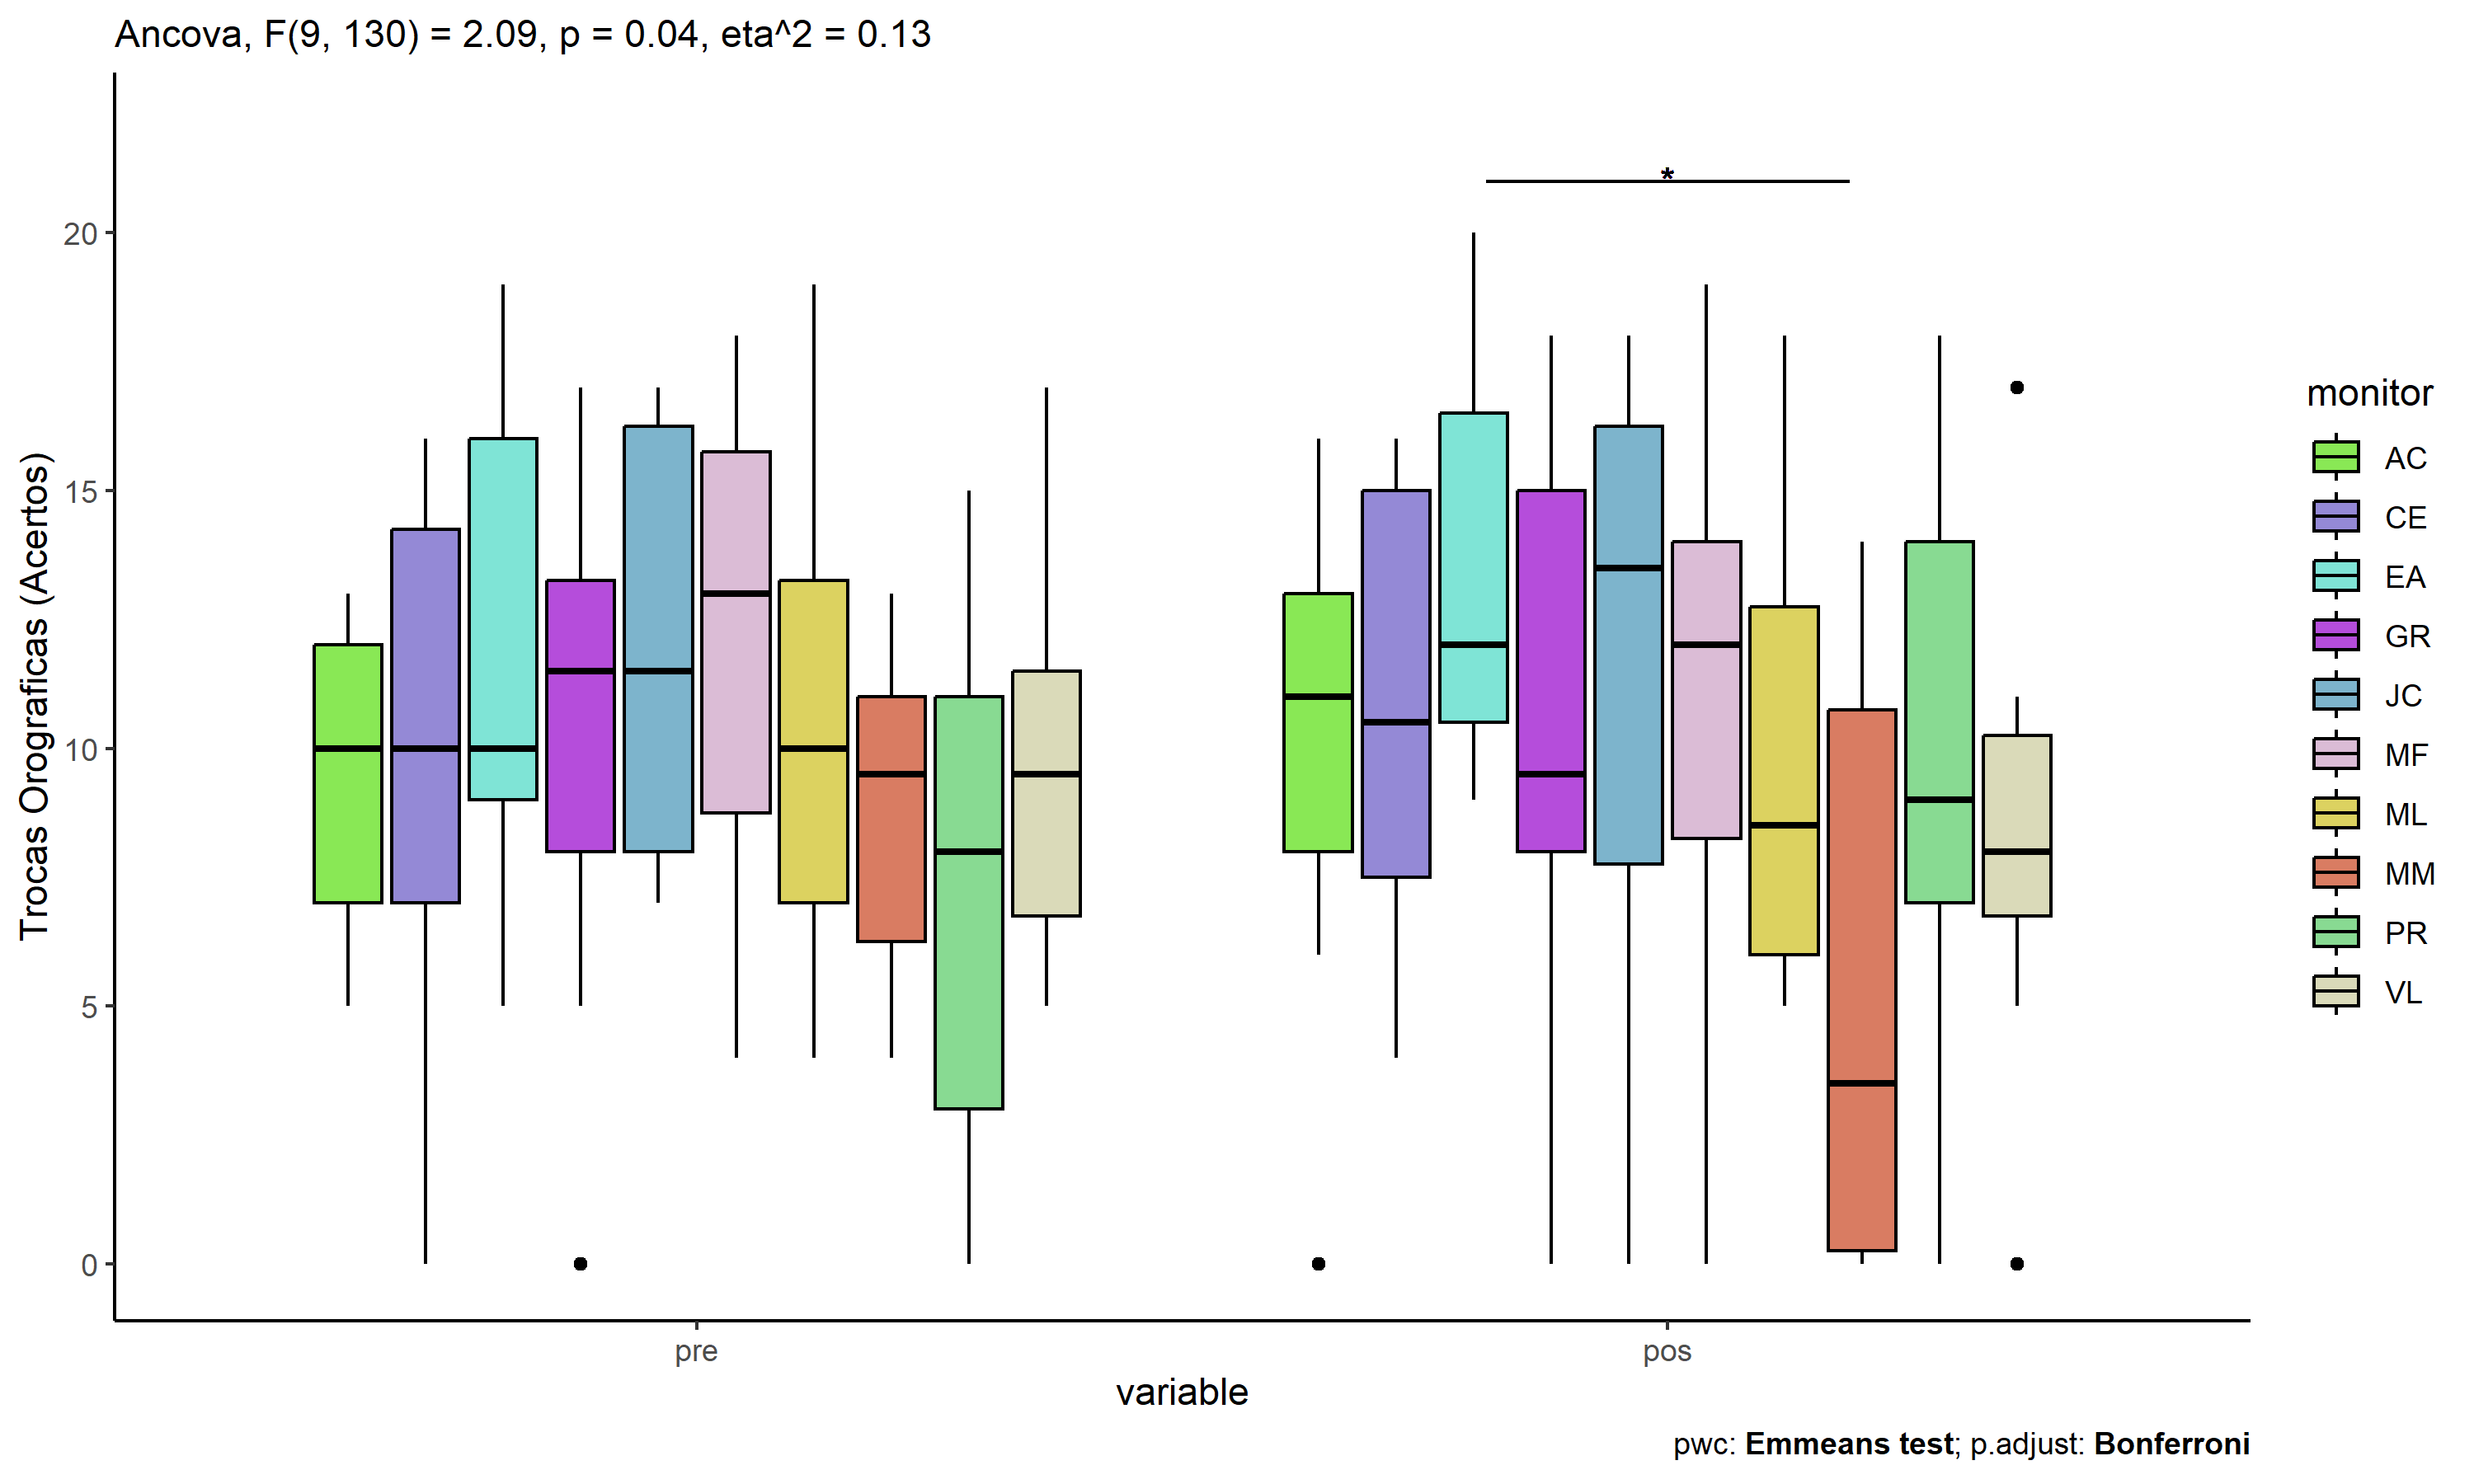 Ancova, F(9, 130) = 2.09, p = 0.04, eta^2 = 0.13
Trocas Orograficas (Acertos)
20
15
10
5
0
*
pre
pos
variable
monitor
AC
CE
EA
GR
JC
MF
ML
MM
PR
VL
pwc: Emmeans test; p.adjust: Bonferroni